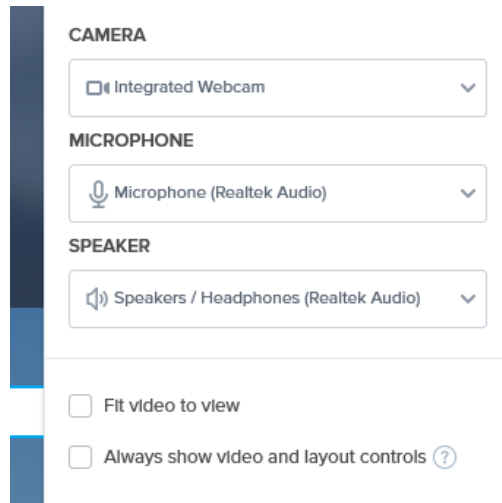 CAMERA
Integrated Webcam
MICROPHONE
Microphone (Realtek Audio)
SPEAKER
Speakers / Headphones (Realtek Audio)
Fit video to view
Always show video and layout controls ?